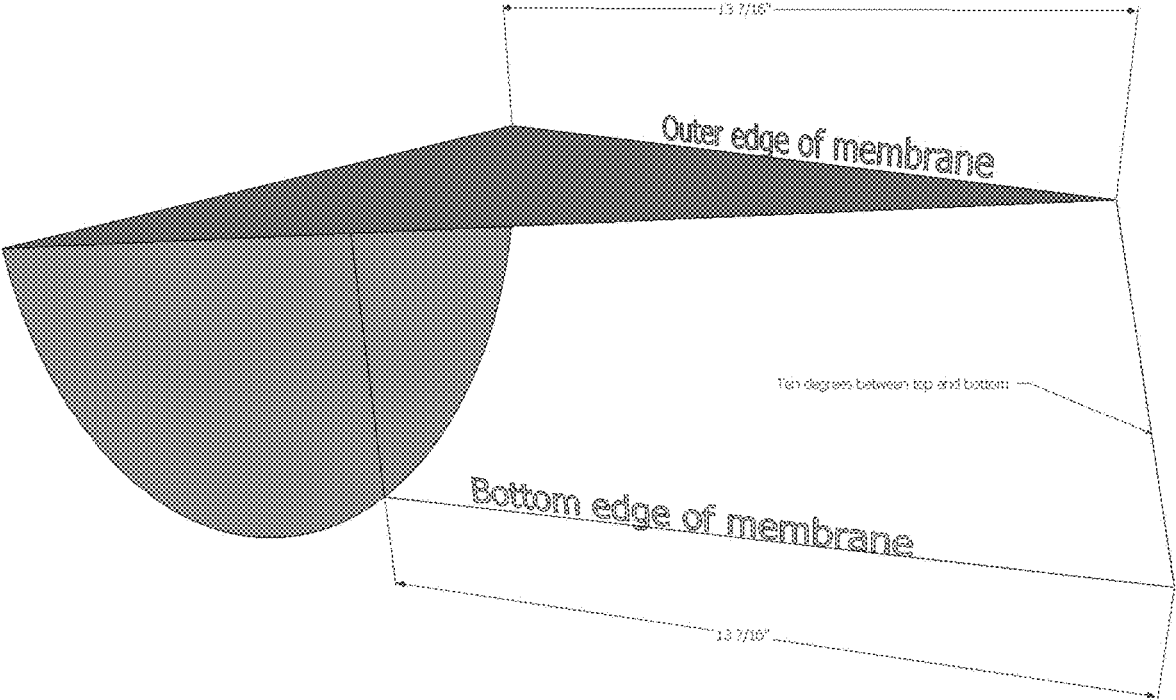 13 7/16"
Outer edge of membrane
Ten degrees between top and bottom
Bottom edge of membrane
13 7/16"